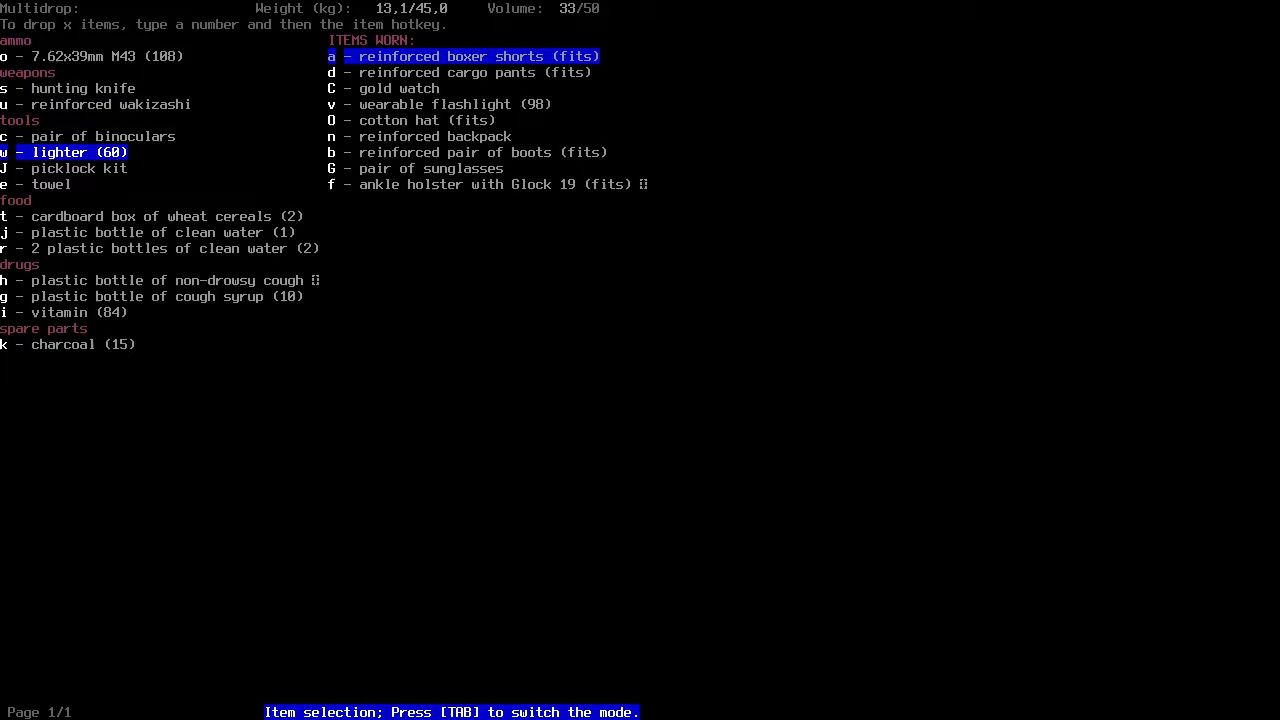 Multidrop: Weight (kg): 13,1/45,0 Volume: 33/50
To drop x items, type a number and then the item hotkey.
ammo
o - 7.62x39mm M43 (108)
weapons
s - hunting knife
u - reinforced wakizashi
tools
c - pair of binoculars
w - lighter (60)
J - picklock kit
e - towel
food
t - cardboard box of wheat cereals (2)
j - plastic bottle of clean water (1)
r - 2 plastic bottles of clean water (2)
drugs
h - plastic bottle of non-drowsy cough
g - plastic bottle of cough syrup (10)
i - vitamin (84)
spare parts
k - charcoal (15)
ITEMS WORN:
a - reinforced boxer shorts (fits)
d - reinforced cargo pants (fits)
C - gold watch
v - wearable flashlight (98)
O - cotton hat (fits)
n - reinforced backpack
b - reinforced pair of boots (fits)
G - pair of sunglasses
f - ankle holster with Glock 19 (fits)
Page 1/1 Item selection; Press [TAB] to switch the mode.